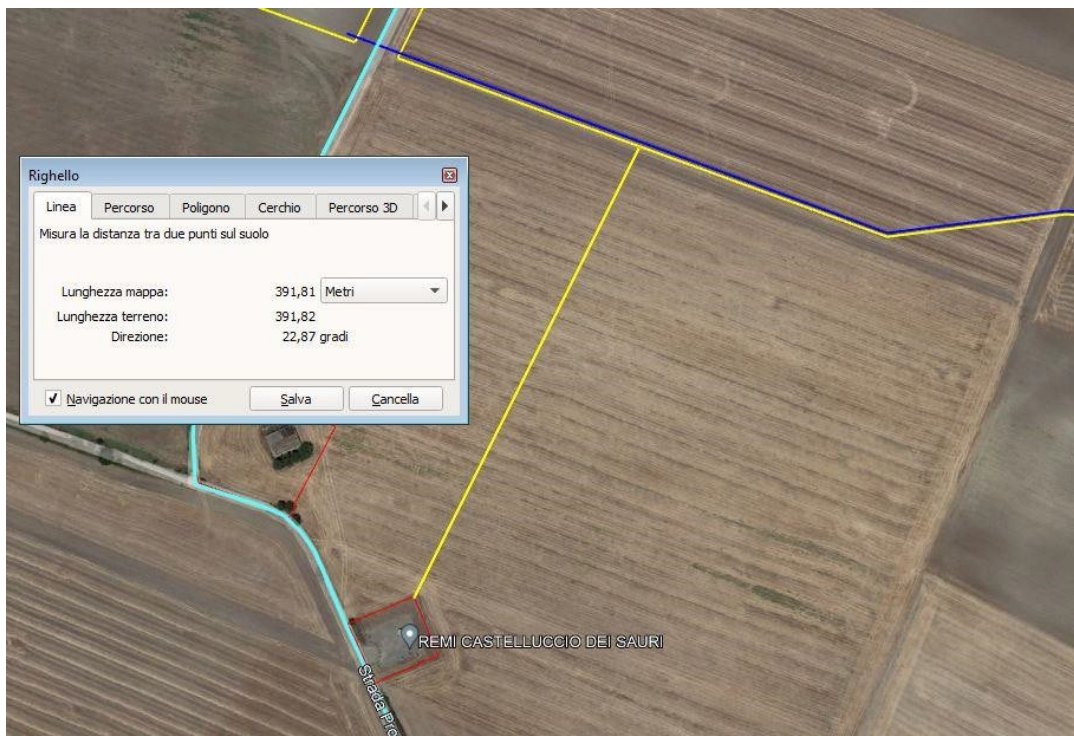 Righello
Linea Percorso Poligono Cerchio Percorso 3D
Misura la distanza tra due punti sul suolo
Lunghezza mappa: 391,81 Metri
Lunghezza terreno: 391,82
Direzione: 22,87 gradi
Navigazione con il mouse Salva Cancella
REMI CASTELLUCCIO DEI SAURI
Strada Pro